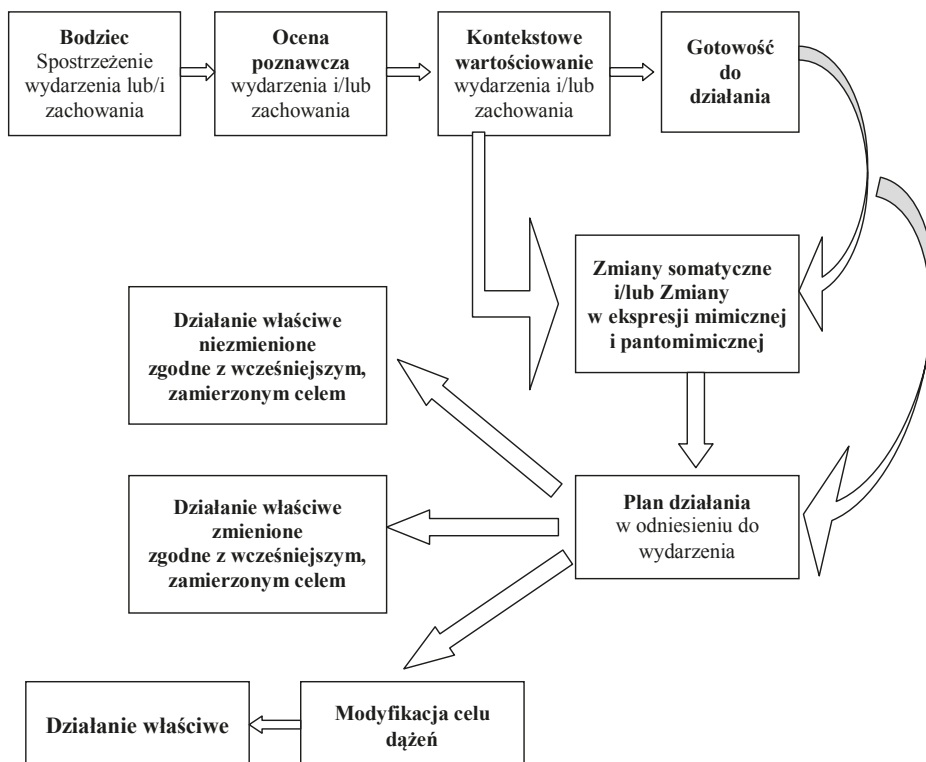 Bodziec
Spostrzeżenie
wydarzenia lub/i
zachowania
Ocena
poznawcza
wydarzenia i/lub
zachowania
Kontekstowe
wartościowanie
wydarzenia i/lub
zachowania
Gotowość
do
działania
Zmiany somatyczne
i/lub Zmiany
w ekspresji mimicznej
i pantomimicznej
Działanie właściwe
niezmienione
zgodne z wcześniejszym,
zamierzonym celem
Działanie właściwe
zmienione
zgodne z wcześniejszym,
zamierzonym celem
Plan działania
w odniesieniu do
wydarzenia
Modyfikacja celu
dążeń
Działanie właściwe